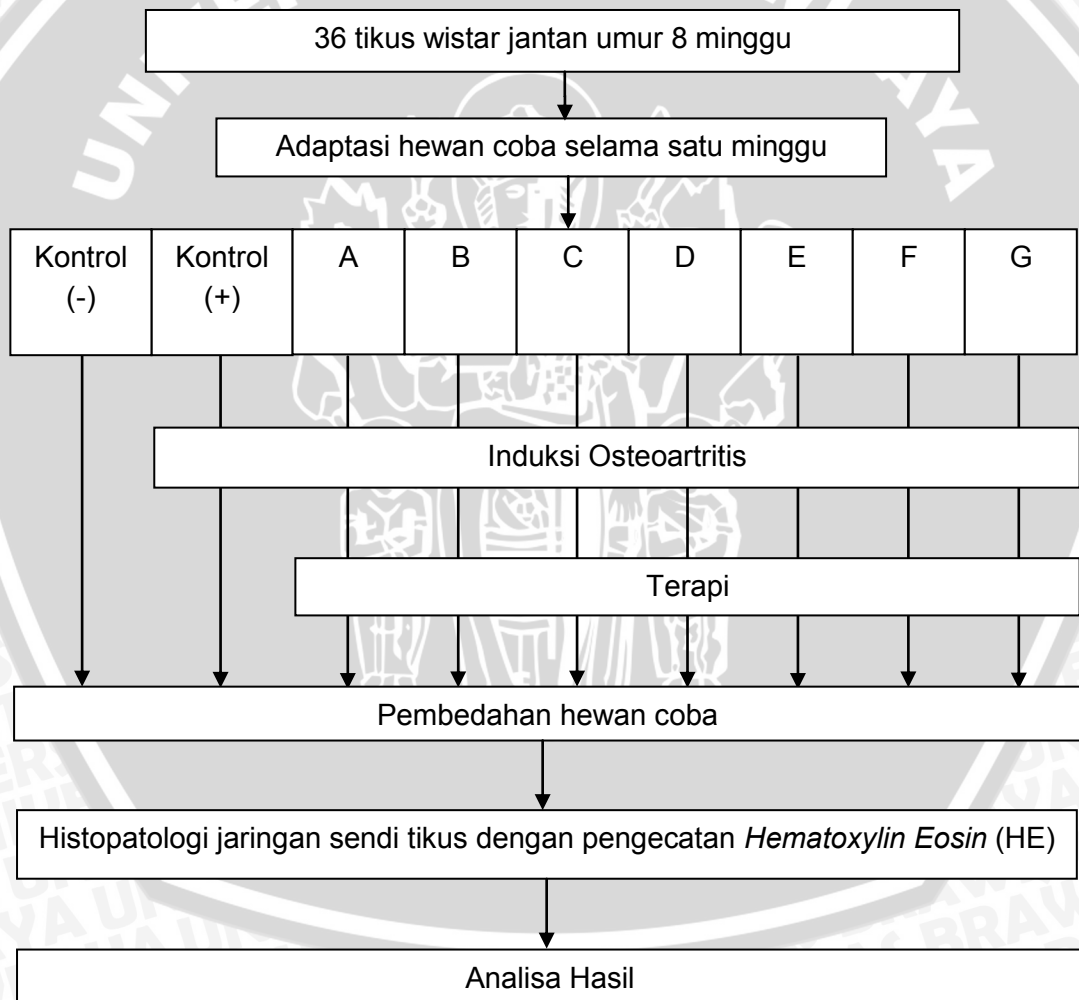 36 tikus wistar jantan umur 8 minggu
Adaptasi hewan coba selama satu minggu
Kontrol
(-)
Kontrol
(+)
A
B
C
D
E
F
G
Induksi Osteoartritis
Terapi
Pembedahan hewan coba
Histopatologi jaringan sendi tikus dengan pengecatan Hematoxylin Eosin (HE)
Analisa Hasil